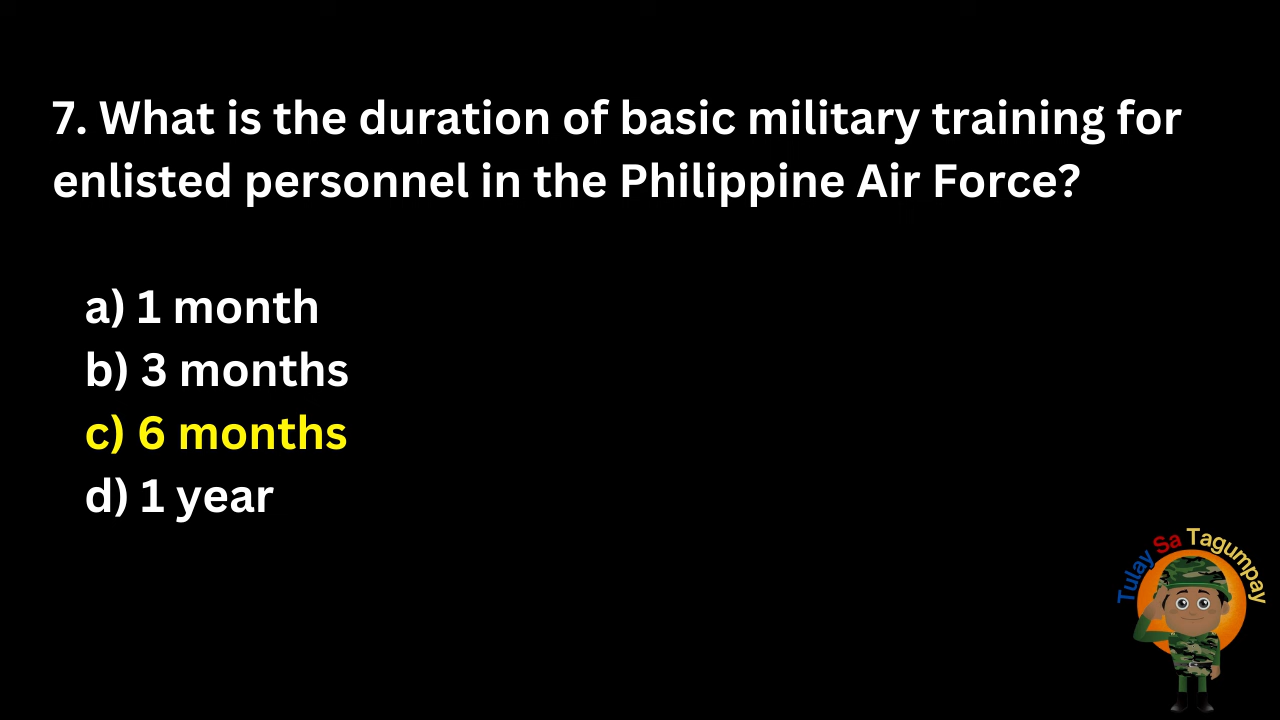 7. What is the duration of basic military training for
enlisted personnel in the Philippine Air Force?
a) 1 month
b) 3 months
c) 6 months
d) 1 year
Tulay Sa Tagumpay